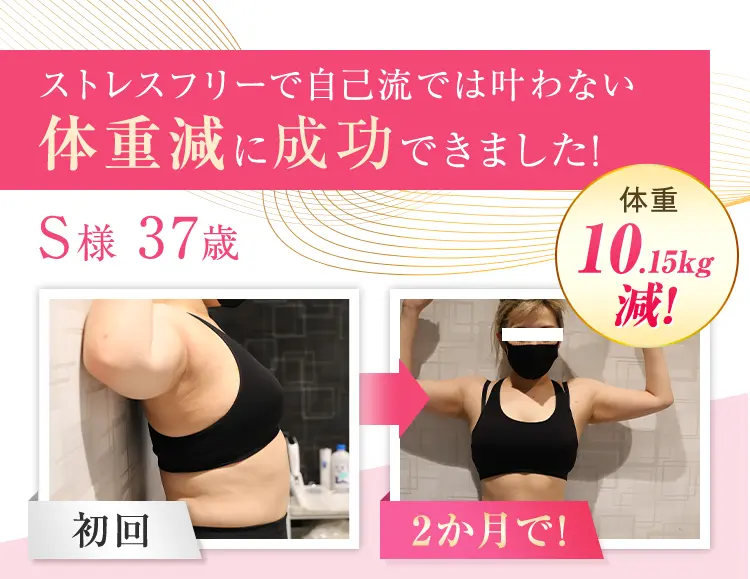 ストレスフリーで自己流では叶わない
体重減に成功できました!
S様 37歳
体重
10.15kg
減!
初回
2か月で!